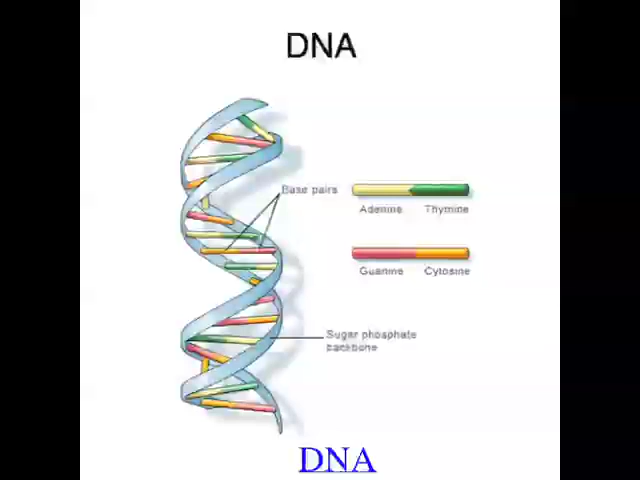 DNA
Base pairs
Adenine Thymine
Guanine Cytosine
Sugar phosphate
backbone
DNA